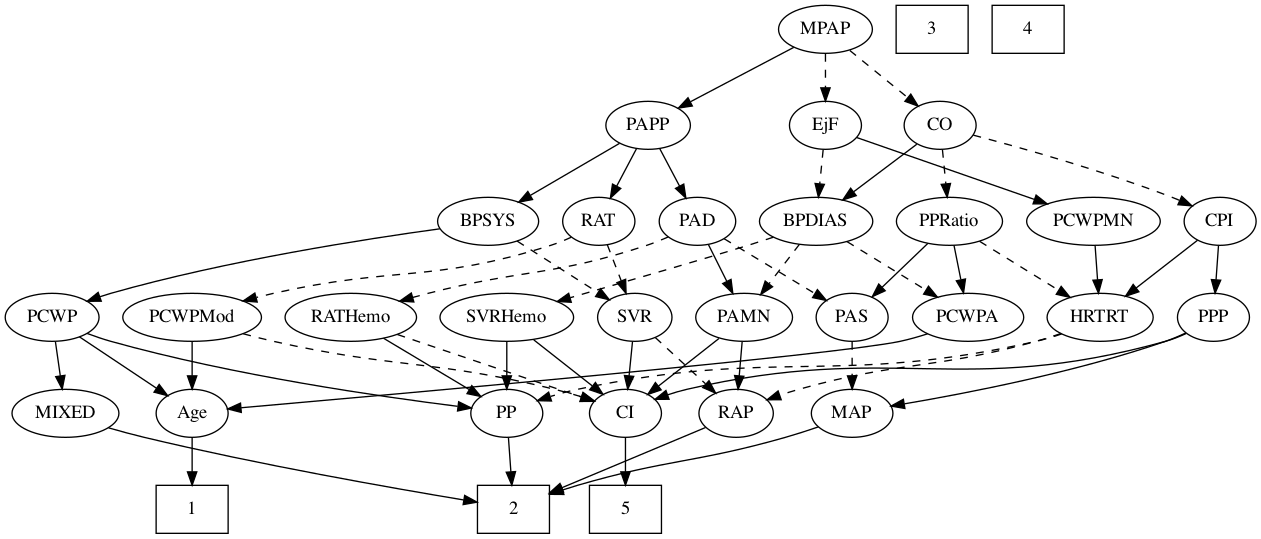 MPAP 3 4
PAPP EjF CO
BPSYS RAT PAD BPDIAS PPRatio PCWPMN CPI
PCWP PCWPMod RATHemo SVRHemo SVR PAMN PAS PCWPA HRTRT PPP
MIXED Age PP CI RAP MAP
1 2 5